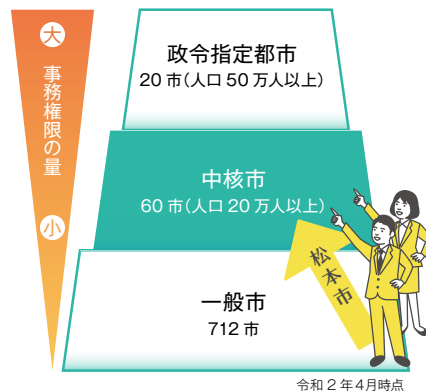 大
事務権限の量
小
政令指定都市
20市(人口50万人以上)
中核市
60市(人口20万人以上)
松本市
一般市
712市
令和2年4月時点